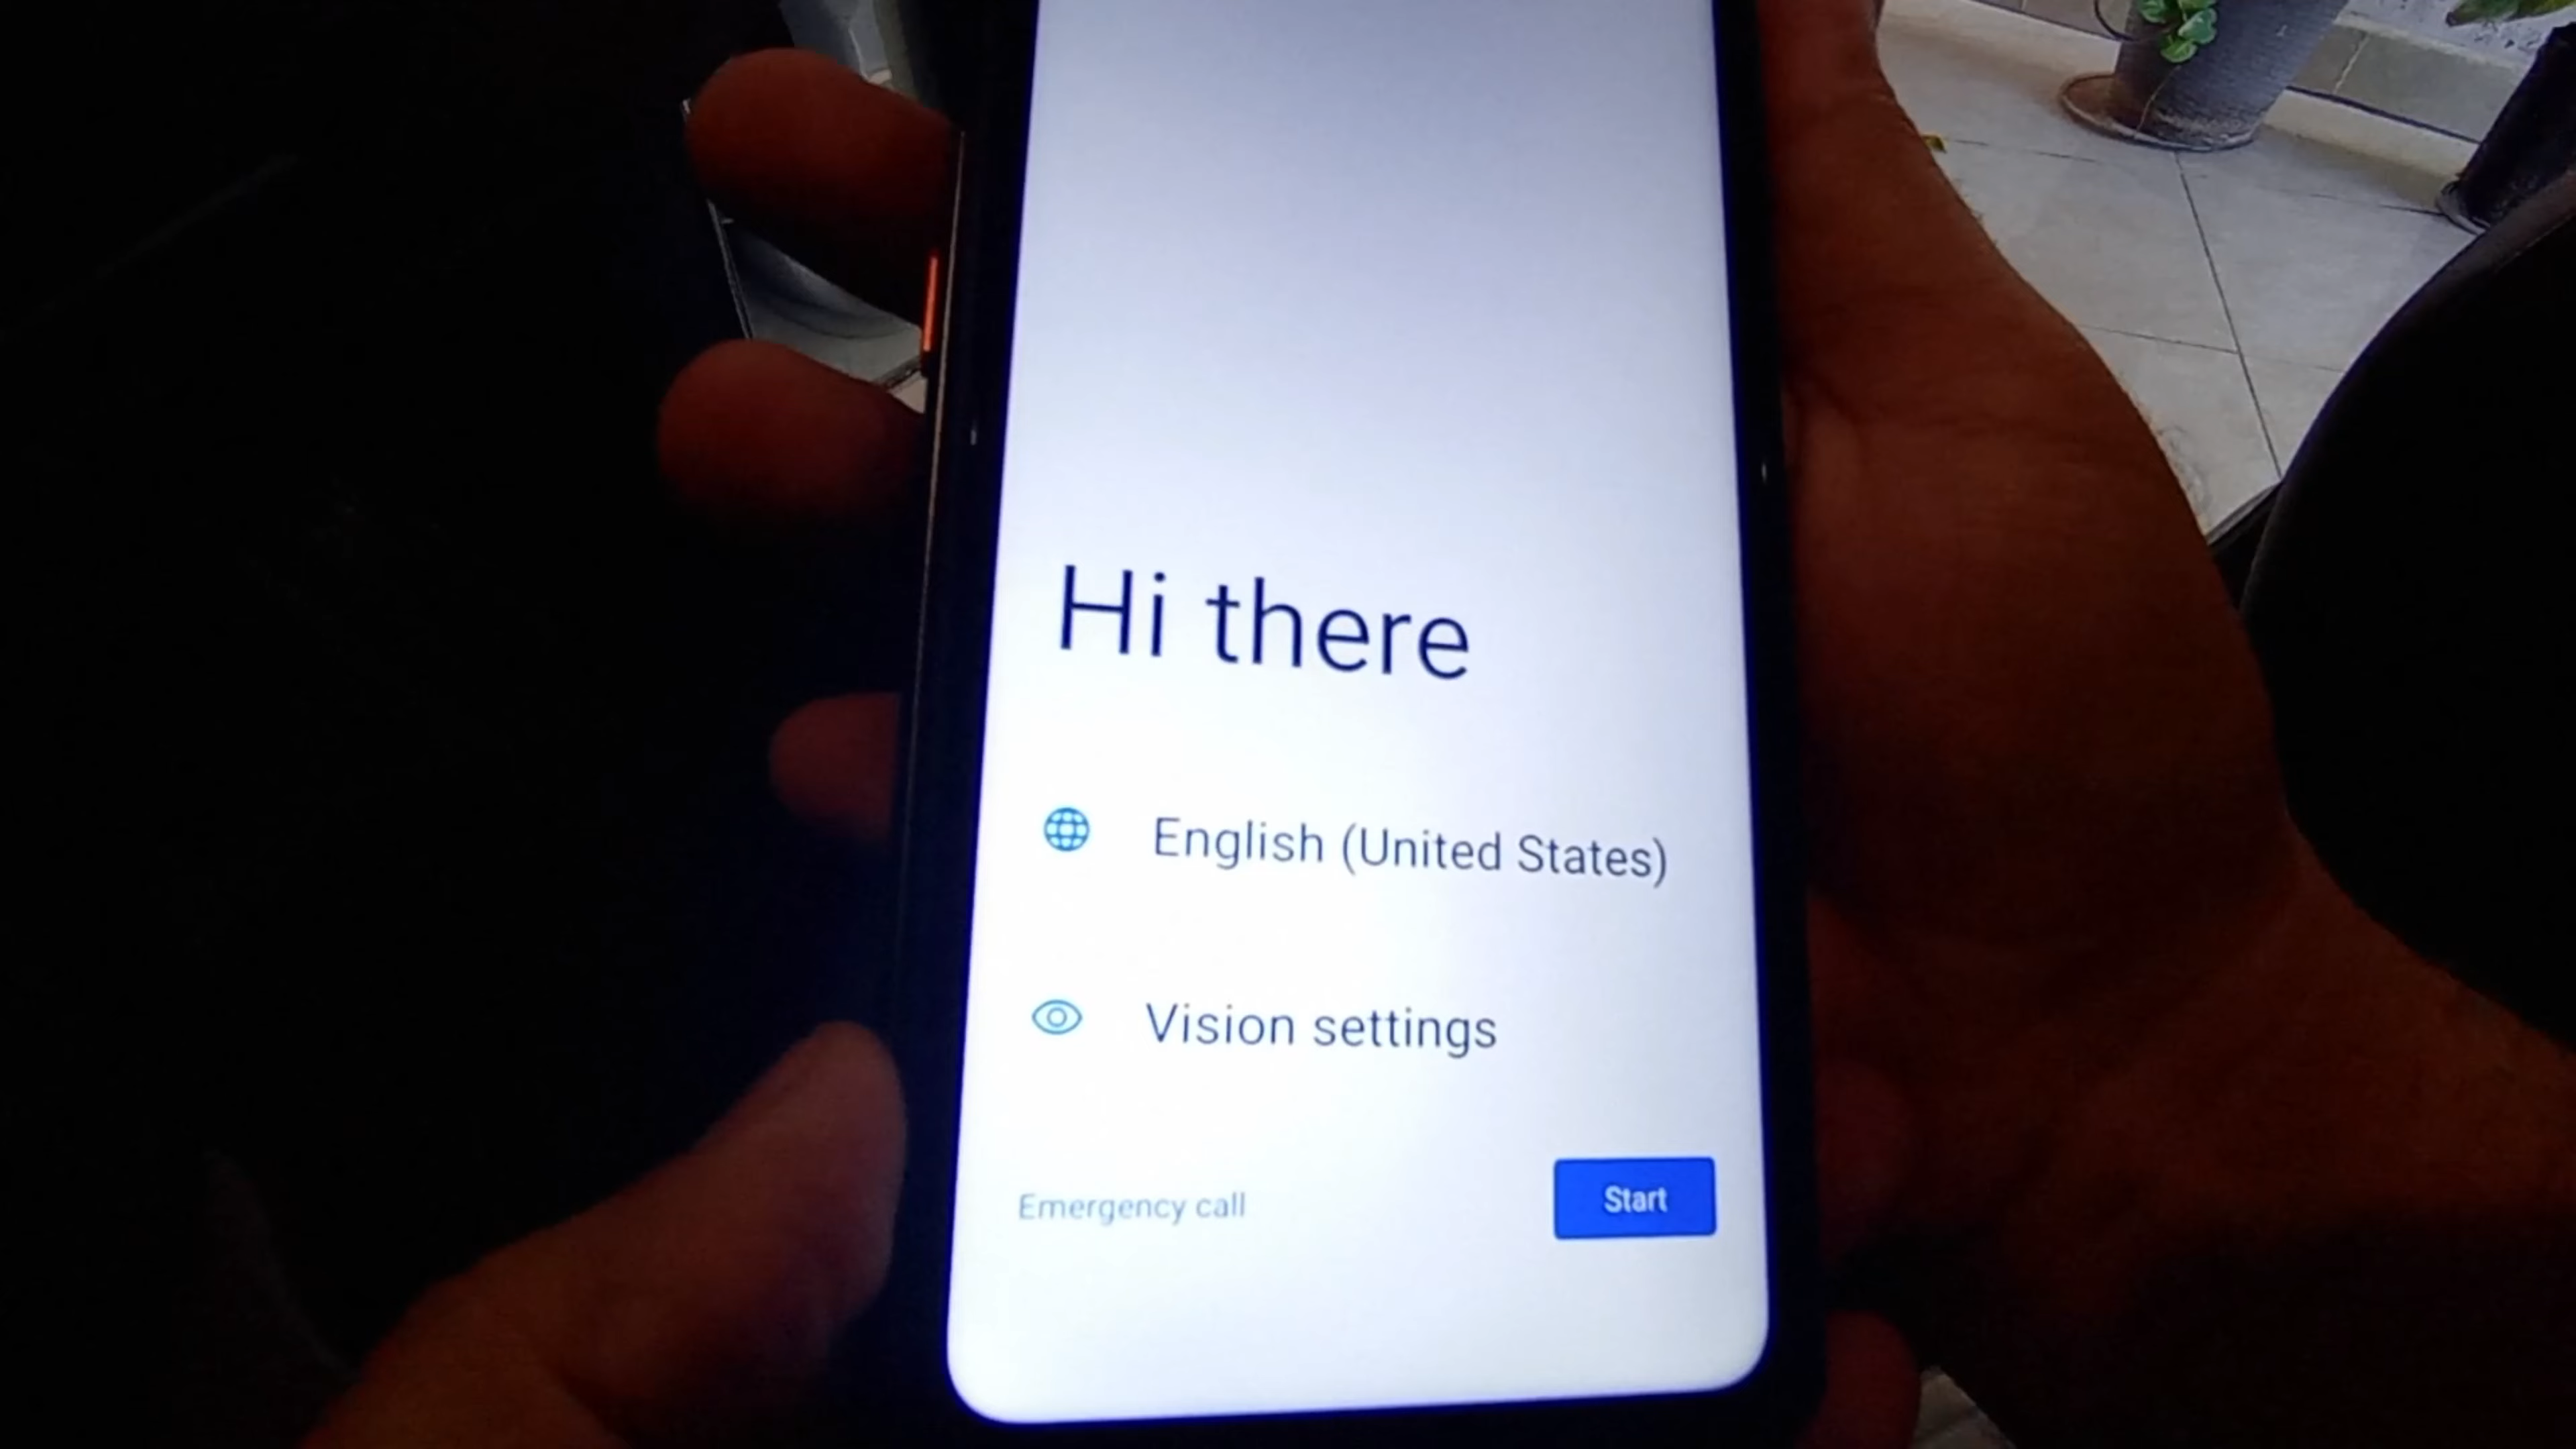 Hi there
English (United States)
Vision settings
Emergency call
Start